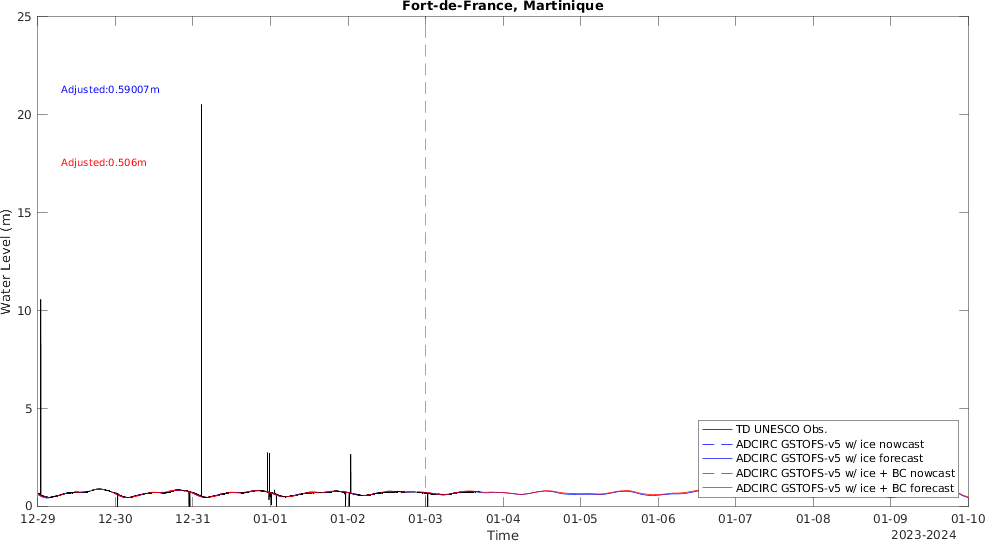 Fort-de-France, Martinique
25
20
15
10
5
0
Water Level (m)
Adjusted:0.59007m
Adjusted:0.506m
TD UNESCO Obs.
ADCIRC GSTOFS-v5 w/ ice nowcast
ADCIRC GSTOFS-v5 w/ ice forecast
ADCIRC GSTOFS-v5 w/ ice + BC nowcast
ADCIRC GSTOFS-v5 w/ ice + BC forecast
12-29 12-30 12-31 01-01 01-02 01-03 01-04 01-05 01-06 01-07 01-08 01-09 01-10
Time
2023-2024